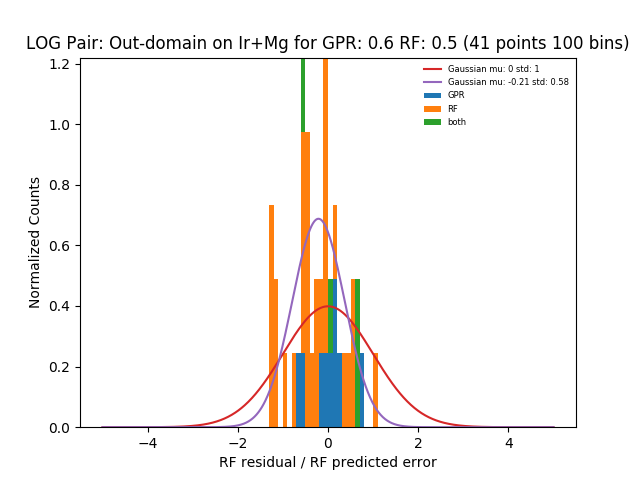 LOG Pair: Out-domain on Ir+Mg for GPR: 0.6 RF: 0.5 (41 points 100 bins)
Gaussian mu: 0 std: 1
Gaussian mu: -0.21 std: 0.58
GPR
RF
both
Normalized Counts
1.2
1.0
0.8
0.6
0.4
0.2
0.0
−4
−2
0
2
4
RF residual / RF predicted error